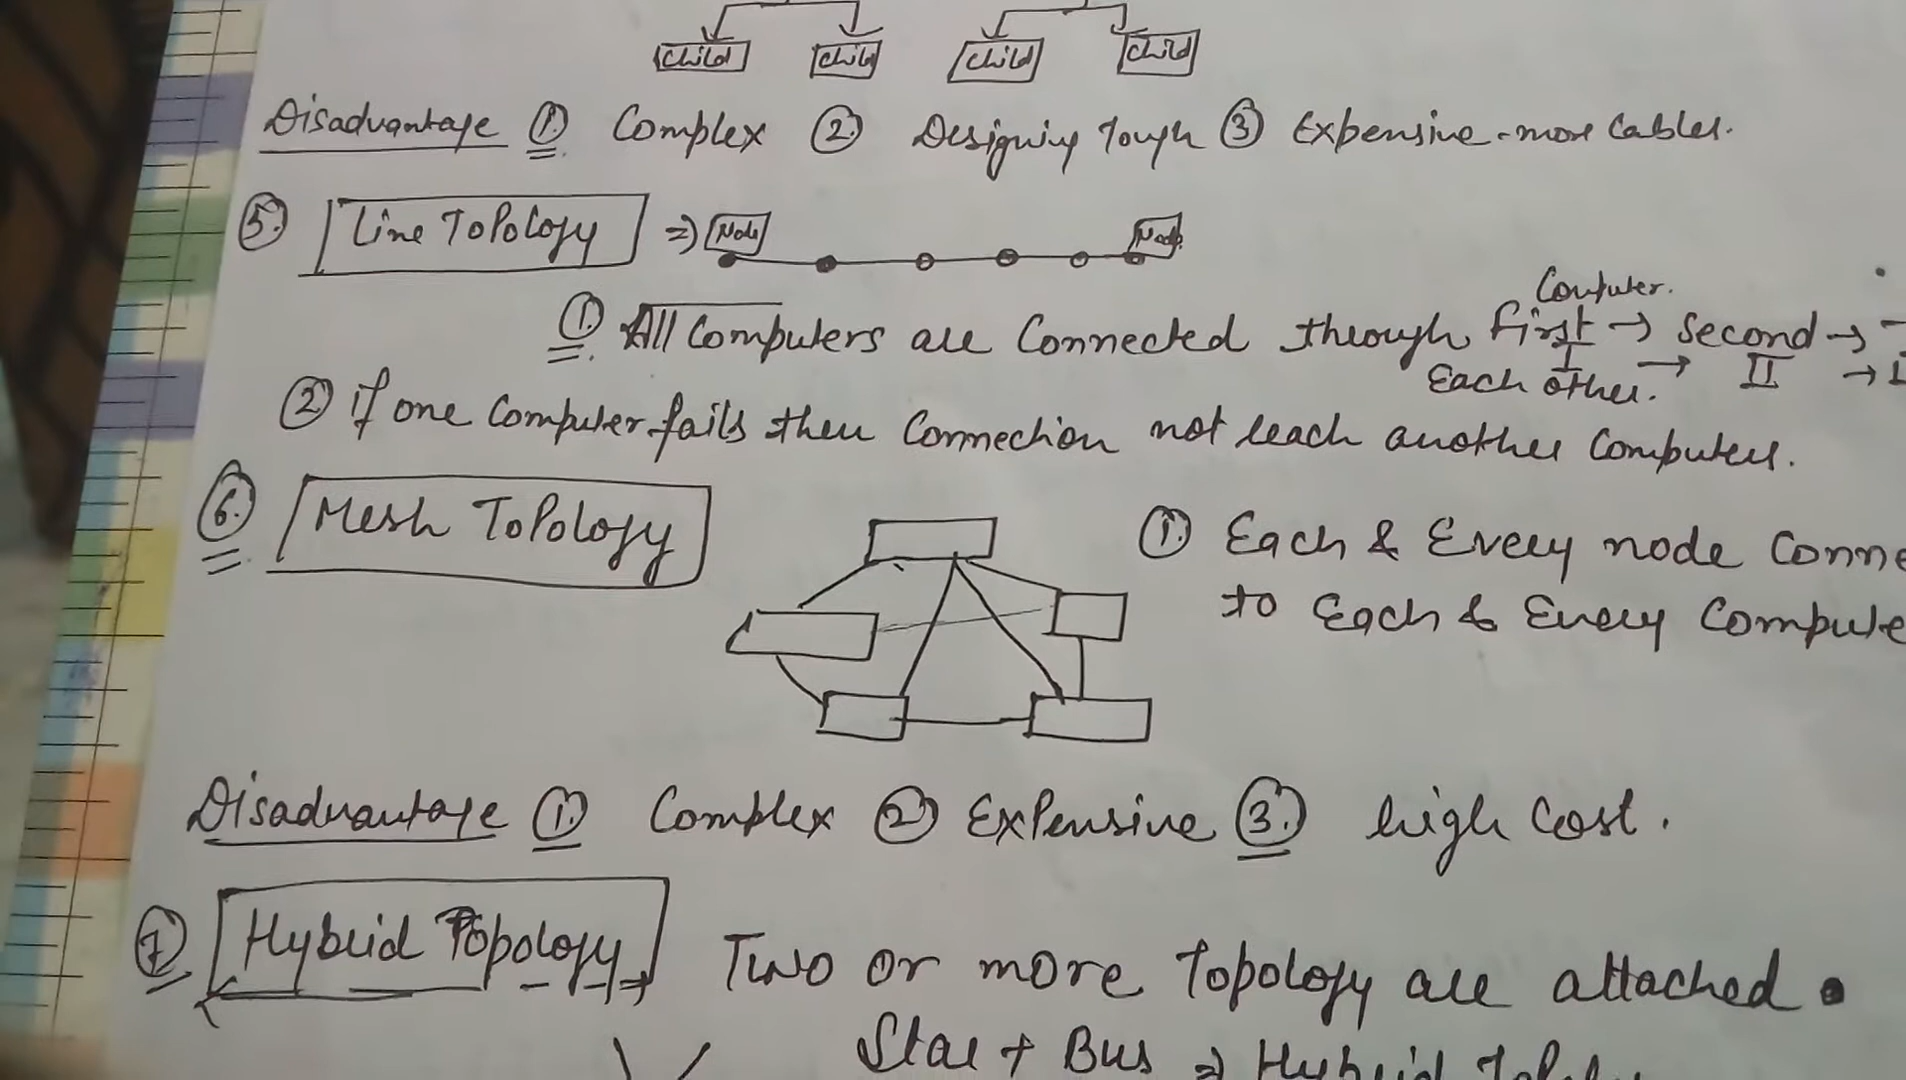 Child Child Child Child
Disadvantage 1. Complex 2. Designing Tough 3 Expensive - more Cables.
5. Line Topology ⇒ Node Node
Computer.
1. All Computers are Connected through First → Second →
Each other. I → II →
2 if one Computer fails then Connection not reach another Computers.
6. Mesh Topology
1. Each & Every node Conne
to Each & Every Compute
Disadvantage 1. Complex 2 Expensive 3. high Cost.
7 Hybrid Topology Two or more Topology are attached.
Star + Bus ⇒ Hybrid